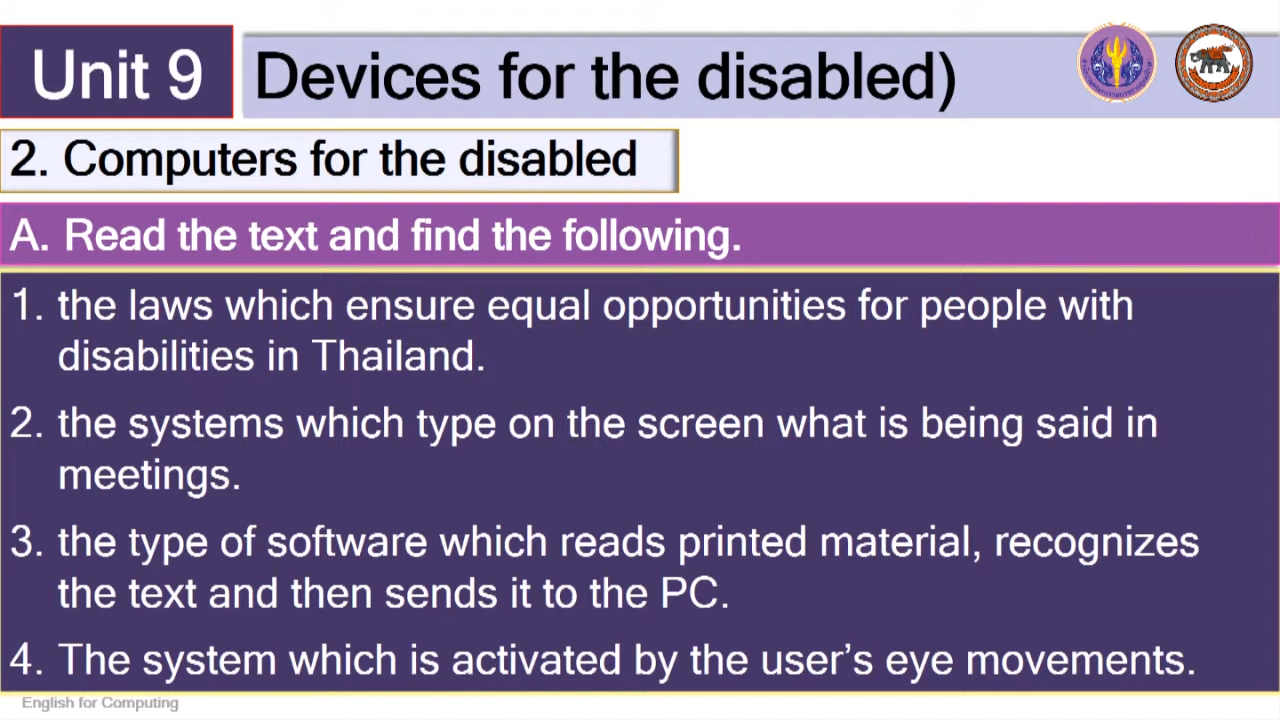 Unit 9
Devices for the disabled)
2. Computers for the disabled
A. Read the text and find the following.
1. the laws which ensure equal opportunities for people with
disabilities in Thailand.
2. the systems which type on the screen what is being said in
meetings.
3. the type of software which reads printed material, recognizes
the text and then sends it to the PC.
4. The system which is activated by the user’s eye movements.
English for Computing